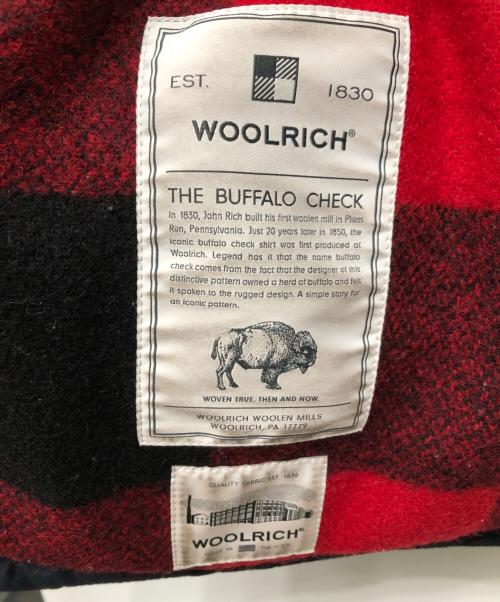 EST.
1830
WOOLRICH®
THE BUFFALO CHECK
In 1830, John Rich built his first woolen mill in Plum
Run, Pennsylvania. Just 20 years later in 1850, the
iconic buffalo check shirt was first produced at
Woolrich. Legend has it that the name buffalo
check comes from the fact that the designer of this
distinctive pattern owned a herd of buffalo and felt
it spoken to the rugged design. A simple story for
an iconic pattern.
WOVEN TRUE. THEN AND NOW.
WOOLRICH WOOLEN MILLS
WOOLRICH, PA 17779
QUALITY FABRIC EST. 1830
WOOLRICH®
MADE IN THE U.S.A.